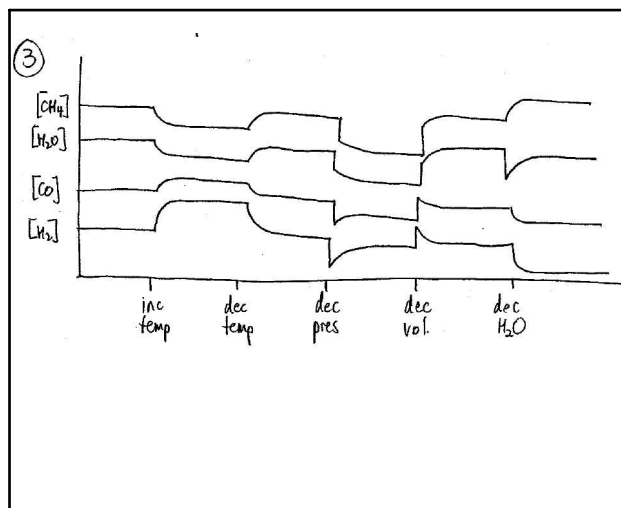 3
[CH4]
[H2O]
[CO]
[H2]
inc dec dec dec dec
temp temp pres vol. H2O